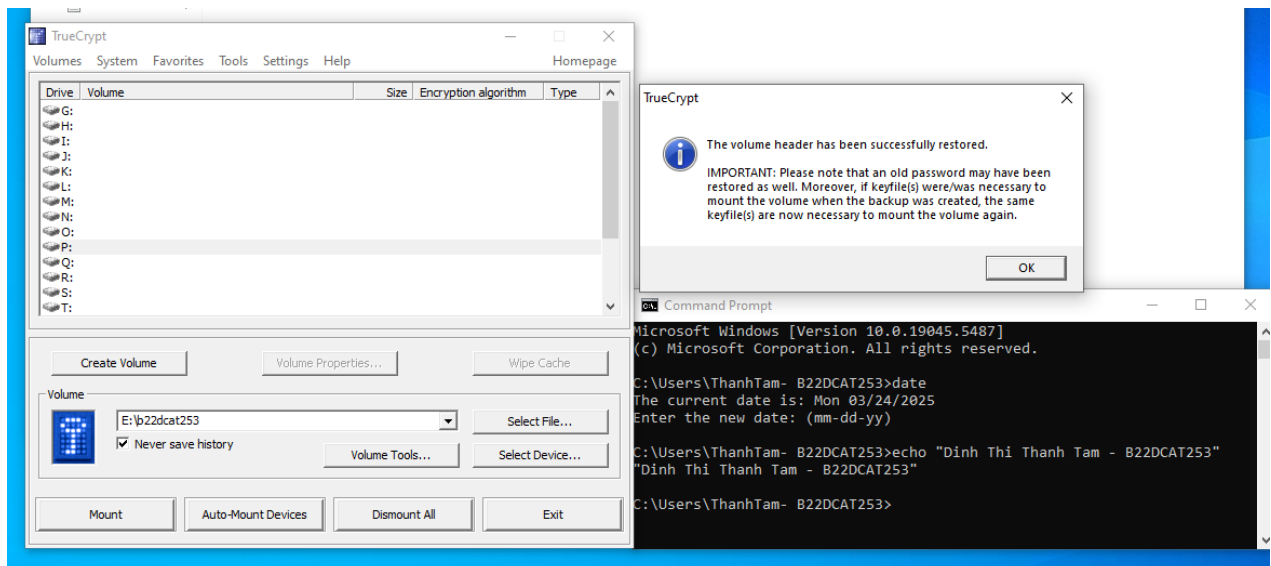 TrueCrypt
Volumes System Favorites Tools Settings Help Homepage
Drive Volume Size Encryption algorithm Type
G:
H:
I:
J:
K:
L:
M:
N:
O:
P:
Q:
R:
S:
T:
Create Volume Volume Properties... Wipe Cache
Volume
E:\b22dcat253 Select File...
Never save history
Volume Tools... Select Device...
Mount Auto-Mount Devices Dismount All Exit
TrueCrypt
The volume header has been successfully restored.
IMPORTANT: Please note that an old password may have been
restored as well. Moreover, if keyfile(s) were/was necessary to
mount the volume when the backup was created, the same
keyfile(s) are now necessary to mount the volume again.
OK
Command Prompt
Microsoft Windows [Version 10.0.19045.5487]
(c) Microsoft Corporation. All rights reserved.
C:\Users\ThanhTam- B22DCAT253>date
The current date is: Mon 03/24/2025
Enter the new date: (mm-dd-yy)
C:\Users\ThanhTam- B22DCAT253>echo "Dinh Thi Thanh Tam - B22DCAT253"
"Dinh Thi Thanh Tam - B22DCAT253"
C:\Users\ThanhTam- B22DCAT253>